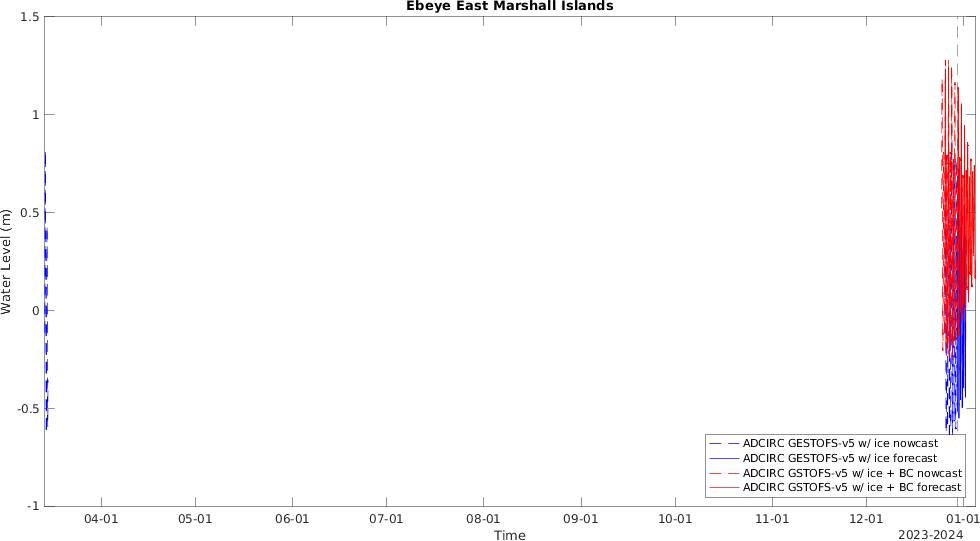 Ebeye East Marshall Islands
1.5
1
0.5
0
-0.5
-1
Water Level (m)
ADCIRC GESTOFS-v5 w/ ice nowcast
ADCIRC GESTOFS-v5 w/ ice forecast
ADCIRC GSTOFS-v5 w/ ice + BC nowcast
ADCIRC GSTOFS-v5 w/ ice + BC forecast
04-01 05-01 06-01 07-01 08-01 09-01 10-01 11-01 12-01 01-01
Time
2023-2024